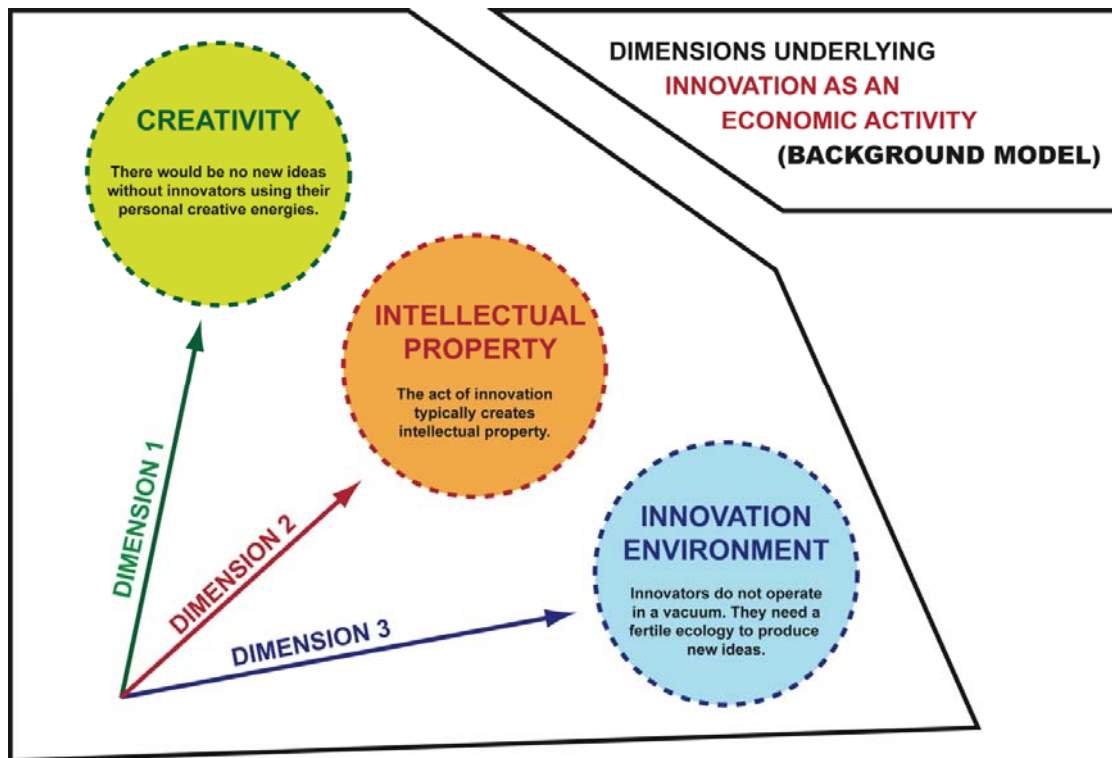 DIMENSIONS UNDERLYING
INNOVATION AS AN
ECONOMIC ACTIVITY
(BACKGROUND MODEL)
CREATIVITY
There would be no new ideas
without innovators using their
personal creative energies.
INTELLECTUAL
PROPERTY
The act of innovation
typically creates
intellectual property.
INNOVATION
ENVIRONMENT
Innovators do not operate
in a vacuum. They need a
fertile ecology to produce
new ideas.
DIMENSION 1
DIMENSION 2
DIMENSION 3